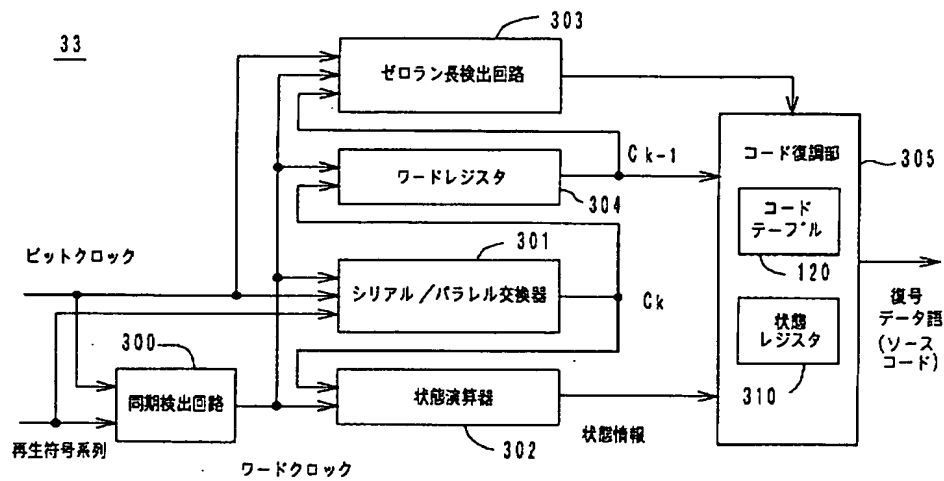 33
303
ゼロラン長検出回路
Ck-1
コード復調部
305
ワードレジスタ
304
コード
テーブル
120
301
ビットクロック
シリアル/パラレル交換器
Ck
復号
データ語
(ソース
コード)
状態
レジスタ
310
300
同期検出回路
状態演算器
302
状態情報
再生符号系列
ワードクロック